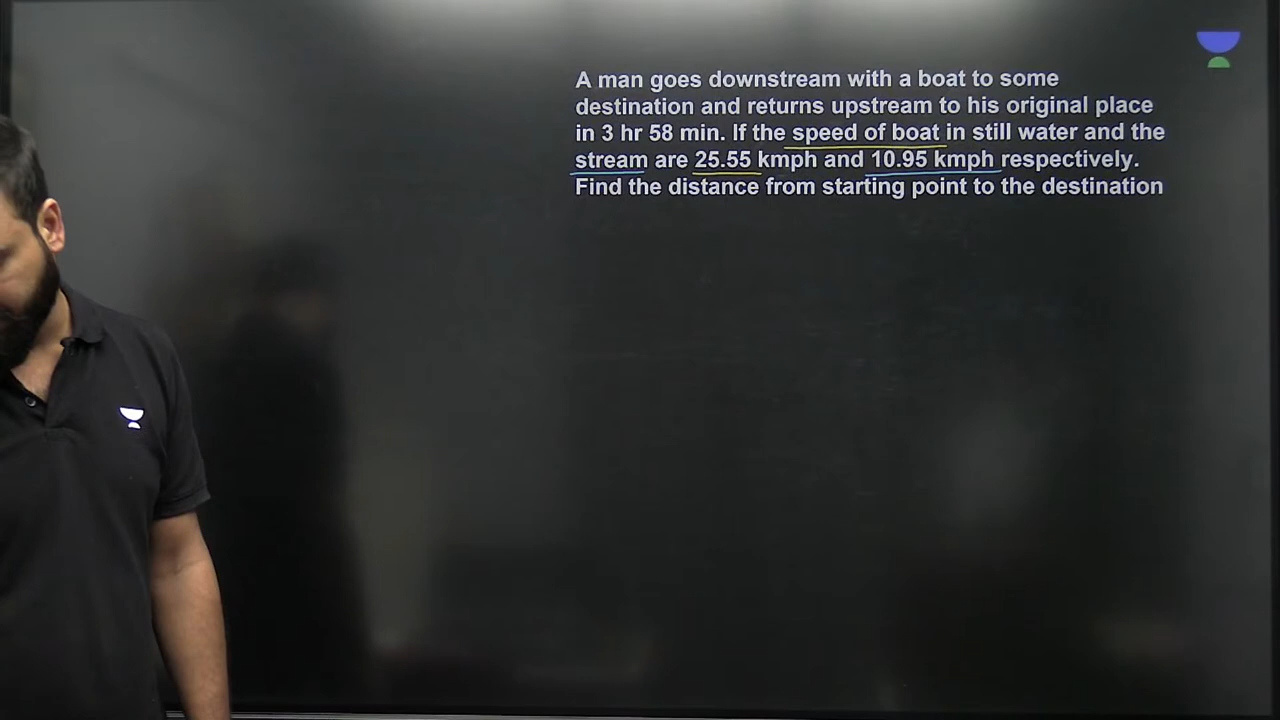 A man goes downstream with a boat to some
destination and returns upstream to his original place
in 3 hr 58 min. If the speed of boat in still water and the
stream are 25.55 kmph and 10.95 kmph respectively.
Find the distance from starting point to the destination